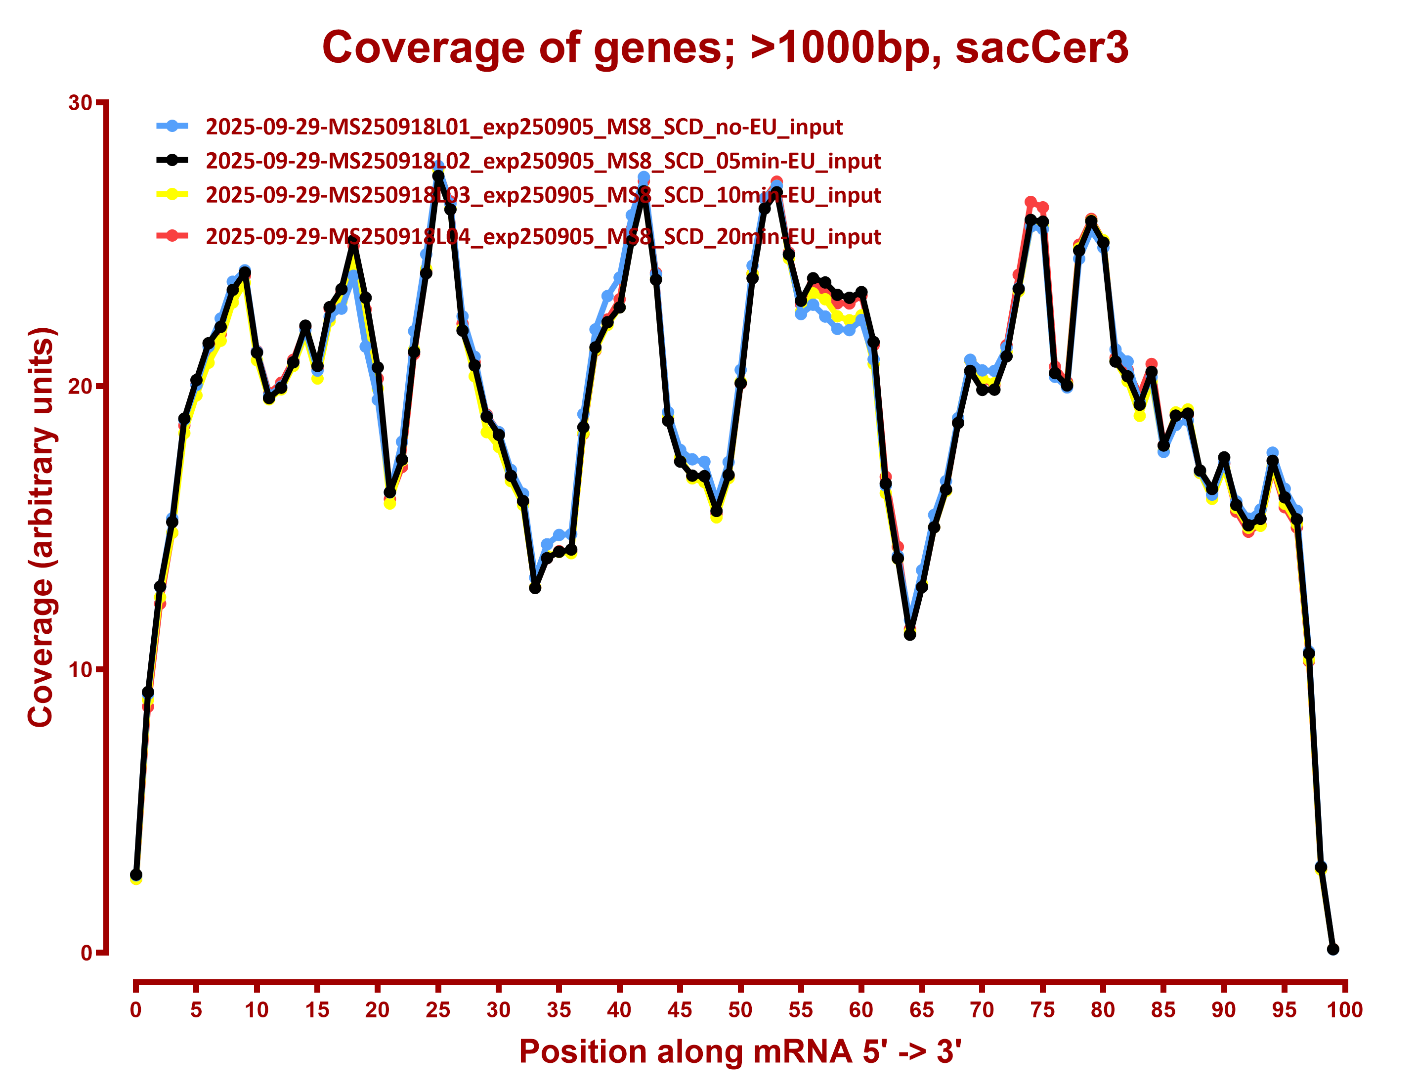 Coverage of genes; >1000bp, sacCer3
30
2025-09-29-MS250918L01_exp250905_MS8_SCD_no-EU_input
2025-09-29-MS250918L02_exp250905_MS8_SCD_05min-EU_input
2025-09-29-MS250918L03_exp250905_MS8_SCD_10min-EU_input
2025-09-29-MS250918L04_exp250905_MS8_SCD_20min-EU_input
20
10
0
Coverage (arbitrary units)
0 5 10 15 20 25 30 35 40 45 50 55 60 65 70 75 80 85 90 95 100
Position along mRNA 5' -> 3'